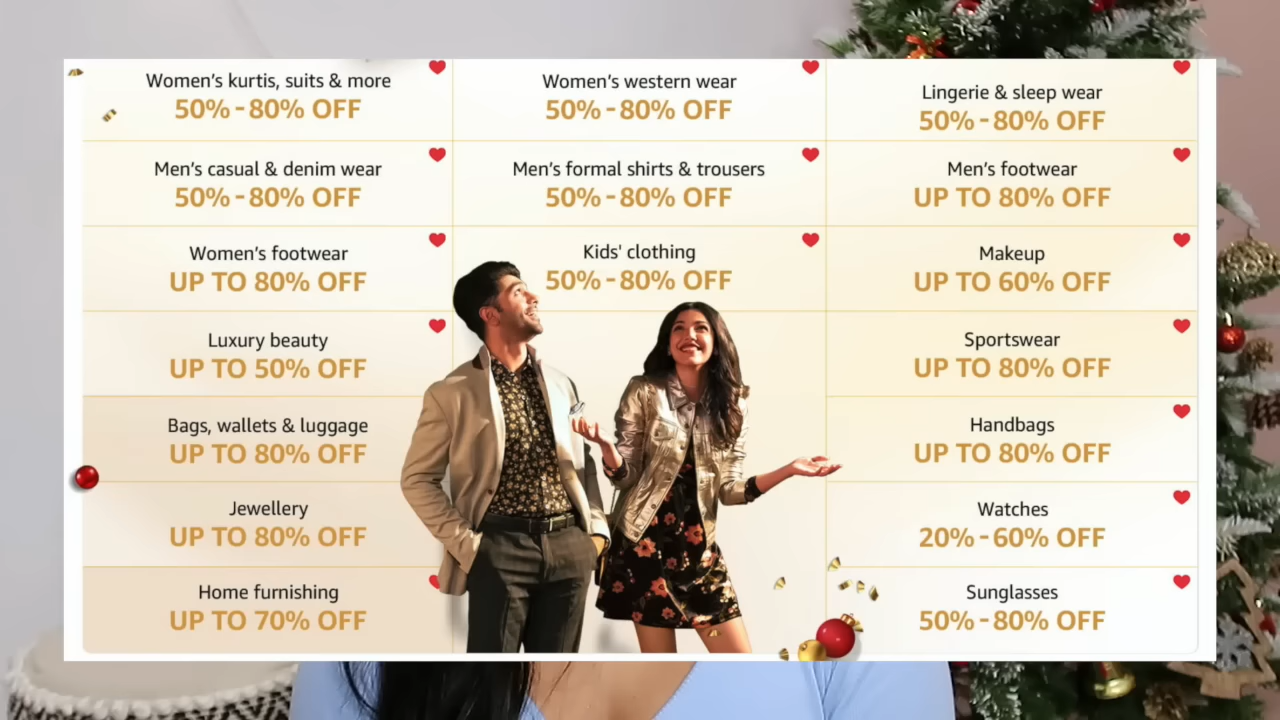 Women's kurtis, suits & more
50%-80% OFF
Women's western wear
50%-80% OFF
Lingerie & sleep wear
50%-80% OFF
Men's casual & denim wear
50%-80% OFF
Men's formal shirts & trousers
50%-80% OFF
Men's footwear
UP TO 80% OFF
Women's footwear
UP TO 80% OFF
Kids' clothing
50%-80% OFF
Makeup
UP TO 60% OFF
Luxury beauty
UP TO 50% OFF
Sportswear
UP TO 80% OFF
Bags, wallets & luggage
UP TO 80% OFF
Handbags
UP TO 80% OFF
Jewellery
UP TO 80% OFF
Watches
20%-60% OFF
Home furnishing
UP TO 70% OFF
Sunglasses
50%-80% OFF